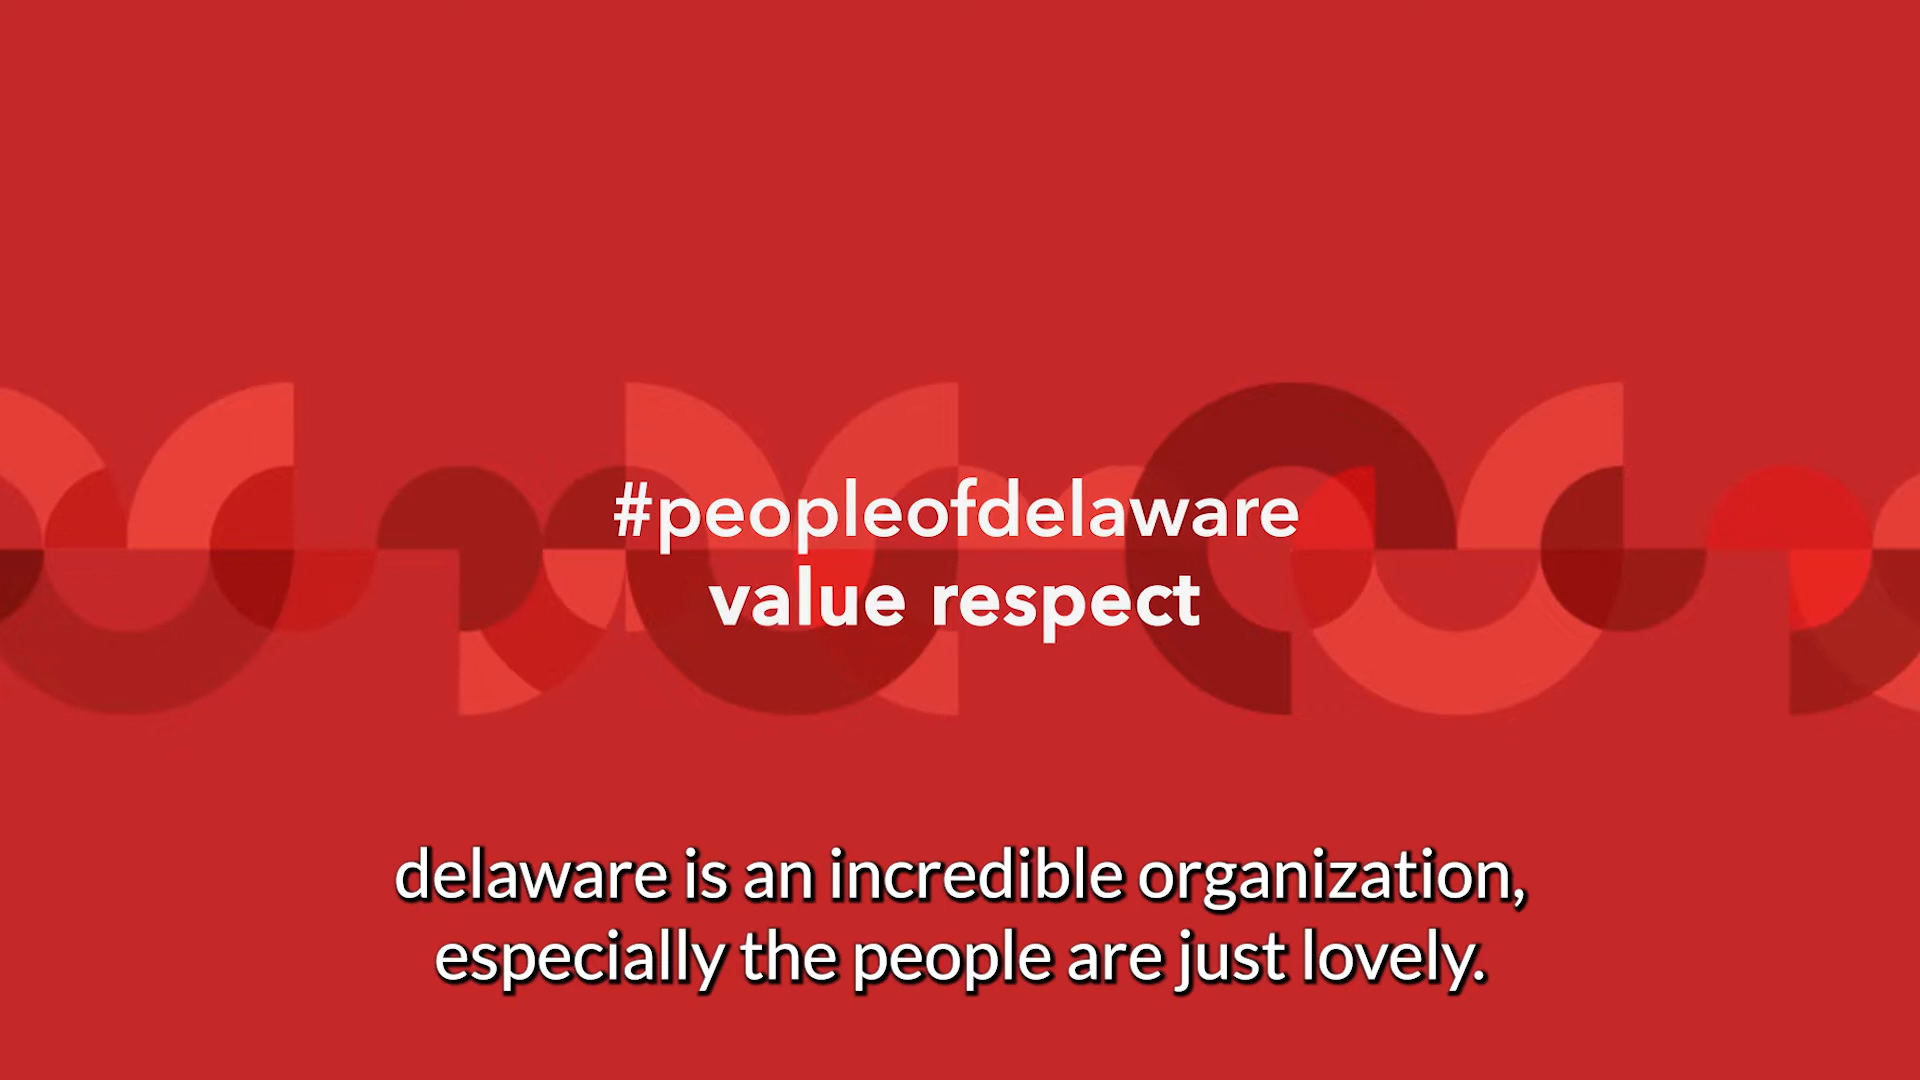 #peopleofdelaware
value respect
delaware is an incredible organization,
especially the people are just lovely.